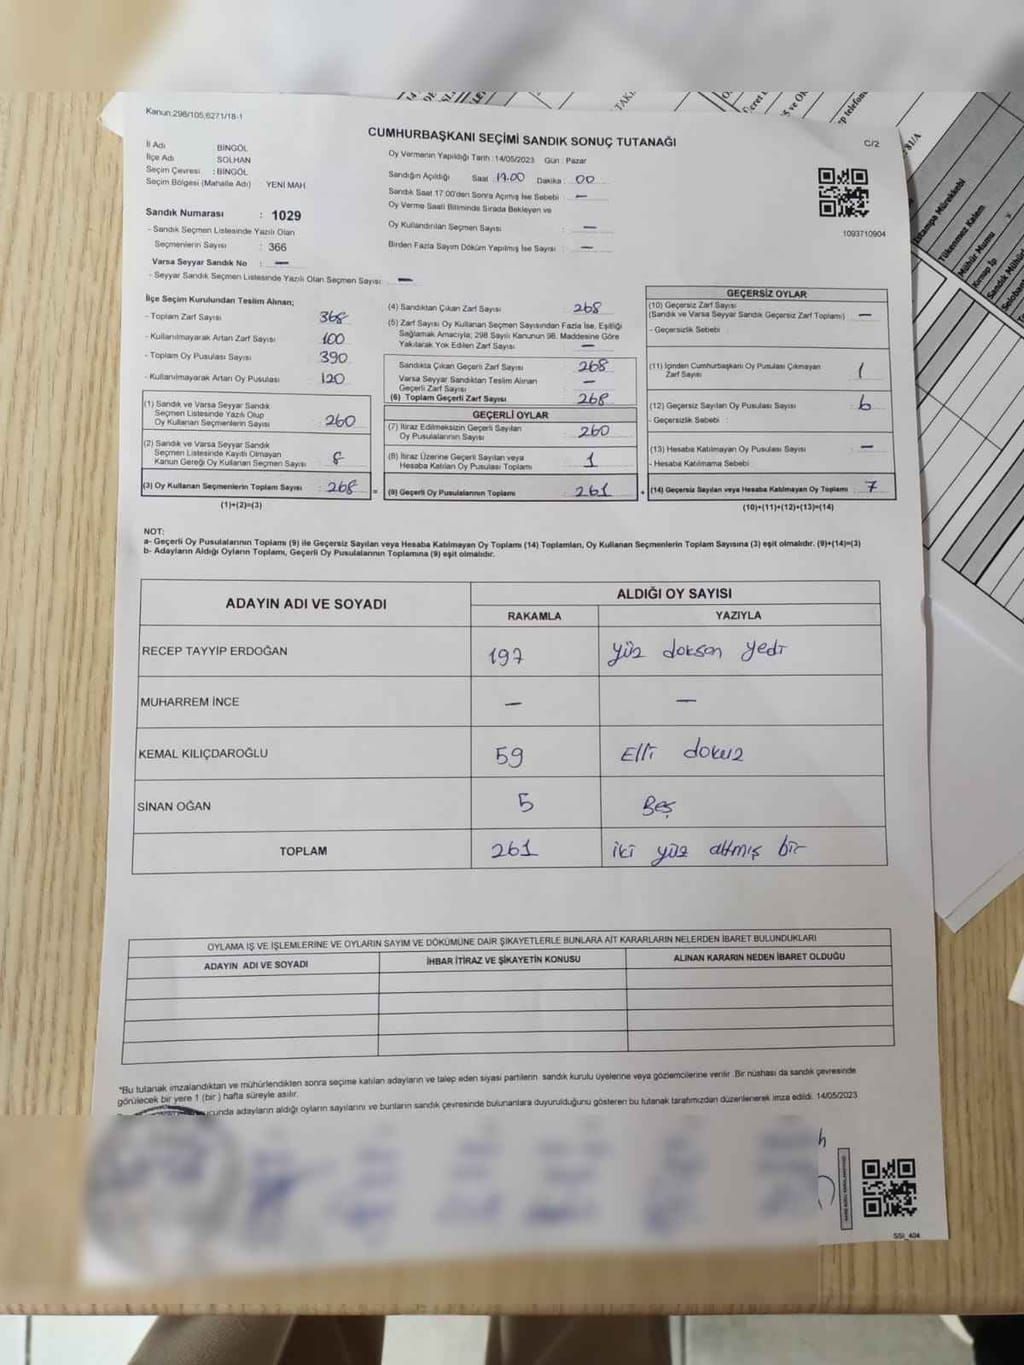 Kanun:298/105,6271/18-1
CUMHURBAŞKANI SEÇİMİ SANDIK SONUÇ TUTANAĞI
C/2
İl Adı : BİNGÖL
İlçe Adı SOLHAN
Seçim Çevresi : BİNGÖL
Seçim Bölgesi (Mahalle Adı) YENİ MAH.
Sandık Numarası : 1029
- Sandık Seçmen Listesinde Yazılı Olan
Seçmenlerin Sayısı : 366
Varsa Seyyar Sandık No : —
- Seyyar Sandık Seçmen Listesinde Yazılı Olan Seçmen Sayısı : —
Oy Vermenin Yapıldığı Tarih :14/05/2023 Gün : Pazar
Sandığın Açıldığı Saat : 17.00 Dakika : 00
Sandık Saat 17.00'den Sonra Açımış İse Sebebi : —
Oy Verme Saati Bitiminde Sırada Bekleyen ve
Oy Kullandırılan Seçmen Sayısı : —
Birden Fazla Sayım Döküm Yapılmış İse Sayısı : —
1093710904
İlçe Seçim Kurulundan Teslim Alınan;
- Toplam Zarf Sayısı : 368
- Kullanılmayarak Artan Zarf Sayısı : 100
- Toplam Oy Pusulası Sayısı : 390
- Kullanılmayarak Artan Oy Pusulası : 120
(1) Sandık ve Varsa Seyyar Sandık
Seçmen Listesinde Yazılı Olup
Oy Kullanan Seçmenlerin Sayısı : 260
(2) Sandık ve Varsa Seyyar Sandık
Seçmen Listesinde Kayıtlı Olmayan
Kanun Gereği Oy Kullanan Seçmen Sayısı : 8
(3) Oy Kullanan Seçmenlerin Toplam Sayısı : 268
(1)+(2)=(3)
(4) Sandıktan Çıkan Zarf Sayısı : 268
(5) Zarf Sayısı Oy Kullanan Seçmen Sayısından Fazla İse, Eşitliği
Sağlamak Amacıyla; 298 Sayılı Kanunun 98. Maddesine Göre
Yakılarak Yok Edilen Zarf Sayısı : —
Sandıkta Çıkan Geçerli Zarf Sayısı : 268
Varsa Seyyar Sandıktan Teslim Alınan
Geçerli Zarf Sayısı : —
(6) Toplam Geçerli Zarf Sayısı : 268
GEÇERLİ OYLAR
(7) İtiraz Edilmeksizin Geçerli Sayılan
Oy Pusulalarının Sayısı : 260
(8) İtiraz Üzerine Geçerli Sayılan veya
Hesaba Katılan Oy Pusulası Toplamı : 1
=
(9) Geçerli Oy Pusulalarının Toplamı : 261
+
GEÇERSİZ OYLAR
(10) Geçersiz Zarf Sayısı
(Sandık ve Varsa Seyyar Sandık Geçersiz Zarf Toplamı) : —
- Geçersizlik Sebebi :
(11) İçinden Cumhurbaşkanı Oy Pusulası Çıkmayan
Zarf Sayısı : 1
(12) Geçersiz Sayılan Oy Pusulası Sayısı : 6
- Geçersizlik Sebebi :
(13) Hesaba Katılmayan Oy Pusulası Sayısı : —
- Hesaba Katılmama Sebebi
(14) Geçersiz Sayılan veya Hesaba Katılmayan Oy Toplamı : 7
(10)+(11)+(12)+(13)=(14)
NOT:
a- Geçerli Oy Pusulalarının Toplamı (9) ile Geçersiz Sayılan veya Hesaba Katılmayan Oy Toplamı (14) Toplamları, Oy Kullanan Seçmenlerin Toplam Sayısına (3) eşit olmalıdır. (9)+(14)=(3)
b- Adayların Aldığı Oyların Toplamı, Geçerli Oy Pusulalarının Toplamına (9) eşit olmalıdır.
ADAYIN ADI VE SOYADI
ALDIĞI OY SAYISI
RAKAMLA YAZIYLA
RECEP TAYYİP ERDOĞAN 197 yüz doksan yedi
MUHARREM İNCE — —
KEMAL KILIÇDAROĞLU 59 Elli dokuz
SİNAN OĞAN 5 Beş
TOPLAM 261 iki yüz altmış bir
OYLAMA İŞ VE İŞLEMLERİNE VE OYLARIN SAYIM VE DÖKÜMÜNE DAİR ŞİKAYETLERLE BUNLARA AİT KARARLARIN NELERDEN İBARET BULUNDUKLARI
ADAYIN ADI VE SOYADI İHBAR İTİRAZ VE ŞİKAYETİN KONUSU ALINAN KARARIN NEDEN İBARET OLDUĞU
*Bu tutanak imzalandıktan ve mühürlendikten sonra seçime katılan adayların ve talep eden siyasi partilerin sandık kurulu üyelerine veya gözlemcilerine verilir .Bir nüshası da sandık çevresinde
görülecek bir yere 1 (bir ) hafta süreyle asılır.
adayların aldığı oyların sayılarını ve bunların sandık çevresinde bulunanlara duyurulduğunu gösteren bu tutanak tarafımızdan düzenlenerek imza edildi. 14/05/2023
SSİ_404
Istampa Mürekkebi
Tükenmez Kalem
Mühür Mumu
Kınnap İp